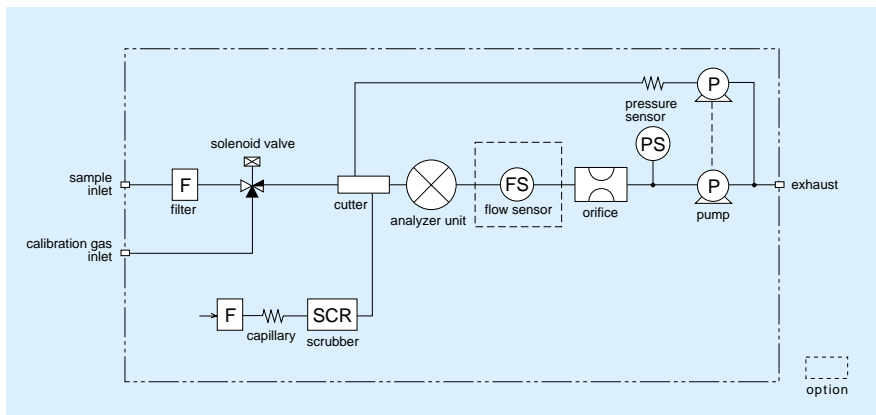 P
pressure
sensor
PS
solenoid valve
sample
inlet
F
filter
cutter
analyzer unit
FS
flow sensor
orifice
P
pump
exhaust
calibration gas
inlet
F
capillary
SCR
scrubber
option